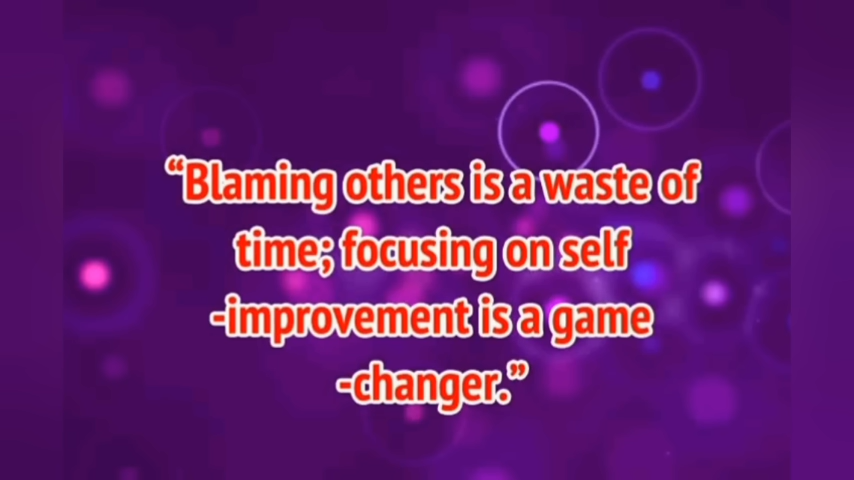 “Blaming others is a waste of
time; focusing on self
-improvement is a game
-changer.”